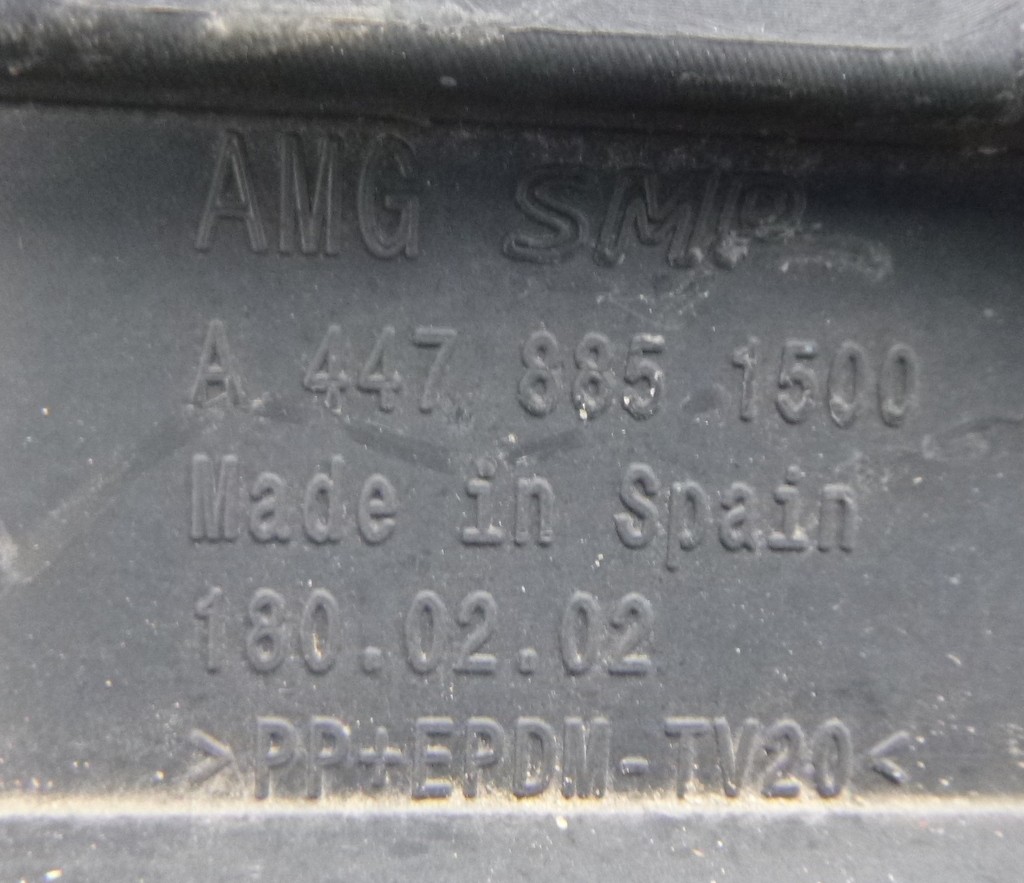 AMG SMP
A 447 885 1500
Made in Spain
180.02.02
>PP+EPDM-TV20<